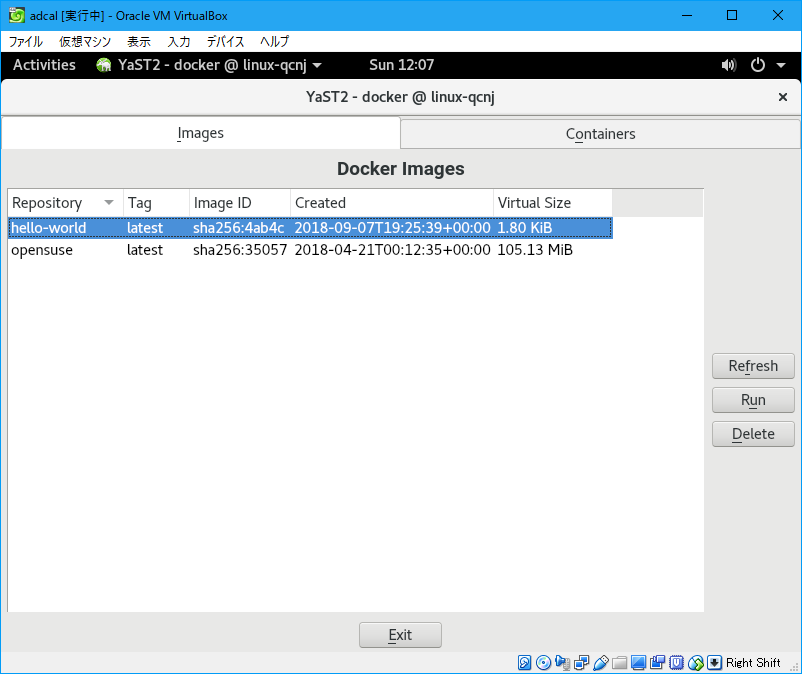 adcal [実行中] - Oracle VM VirtualBox
ファイル 仮想マシン 表示 入力 デバイス ヘルプ
Activities YaST2 - docker @ linux-qcnj Sun 12:07
YaST2 - docker @ linux-qcnj
Images Containers
Docker Images
Repository Tag Image ID Created Virtual Size
hello-world latest sha256:4ab4c 2018-09-07T19:25:39+00:00 1.80 KiB
opensuse latest sha256:35057 2018-04-21T00:12:35+00:00 105.13 MiB
Refresh
Run
Delete
Exit
Right Shift